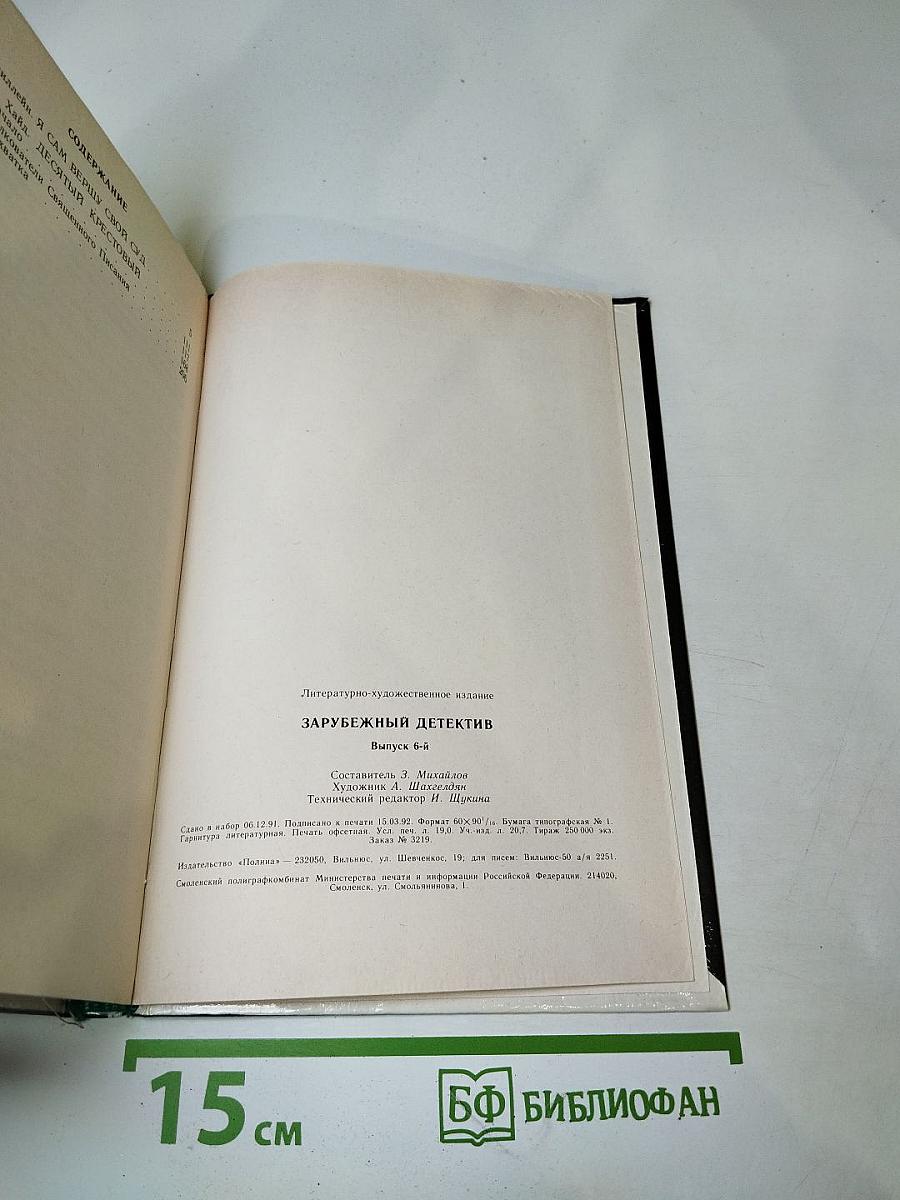 СОДЕРЖАНИЕ
Я САМ ВЕРШУ СВОЙ СУД
Хайд. ДЕСЯТЫЙ КРЕСТОВЫЙ
Священного Писания
Литературно-художественное издание
ЗАРУБЕЖНЫЙ ДЕТЕКТИВ
Выпуск 6-й
Составитель З. Михайлов
Художник А. Шахгелдян
Технический редактор И. Щукина
Сдано в набор 06.12.91. Подписано к печати 15.03.92. Формат 60×90¹/₁₆. Бумага типографская № 1.
Гарнитура литературная. Печать офсетная. Усл. печ. л. 19,0. Уч.-изд. л. 20,7. Тираж 250 000 экз.
Заказ № 3219.
Издательство «Полина» — 232050, Вильнюс, ул. Шевченкос, 19; для писем: Вильнюс-50 а/я 2251.
Смоленский полиграфкомбинат Министерства печати и информации Российской Федерации. 214020,
Смоленск, ул. Смольянинова, 1.
15 см
БФ БИБЛИОФАН